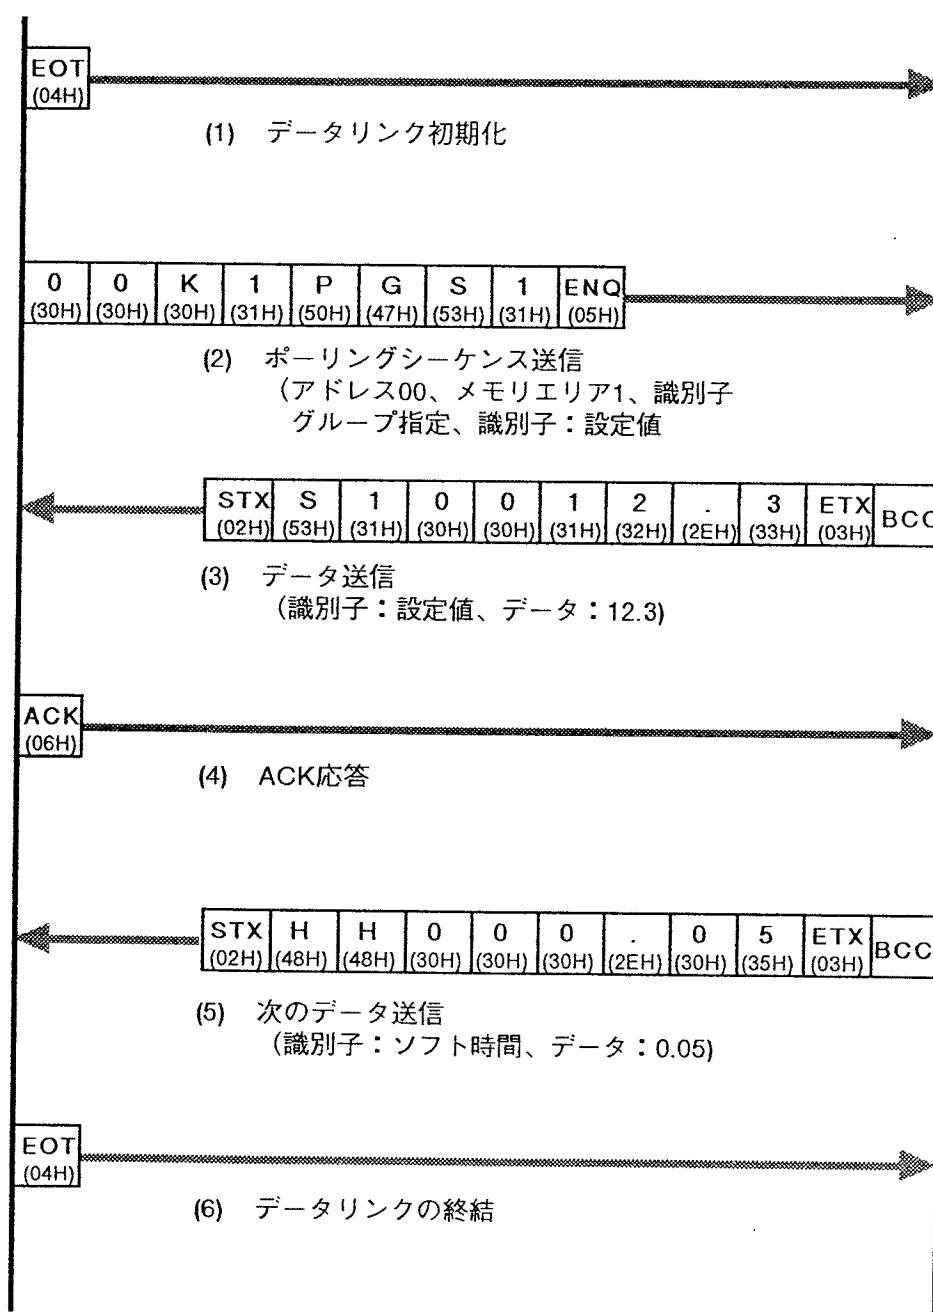 EOT
(04H)
(1) データリンク初期化
0 0 K 1 P G S 1 ENQ
(30H) (30H) (30H) (31H) (50H) (47H) (53H) (31H) (05H)
(2) ポーリングシーケンス送信
(アドレス00、メモリエリア1、識別子
グループ指定、識別子：設定値
STX S 1 0 0 1 2 . 3 ETX BCC
(02H) (53H) (31H) (30H) (30H) (31H) (32H) (2EH) (33H) (03H)
(3) データ送信
(識別子：設定値、データ：12.3)
ACK
(06H)
(4) ACK応答
STX H H 0 0 0 . 0 5 ETX BCC
(02H) (48H) (48H) (30H) (30H) (30H) (2EH) (30H) (35H) (03H)
(5) 次のデータ送信
(識別子：ソフト時間、データ：0.05)
EOT
(04H)
(6) データリンクの終結